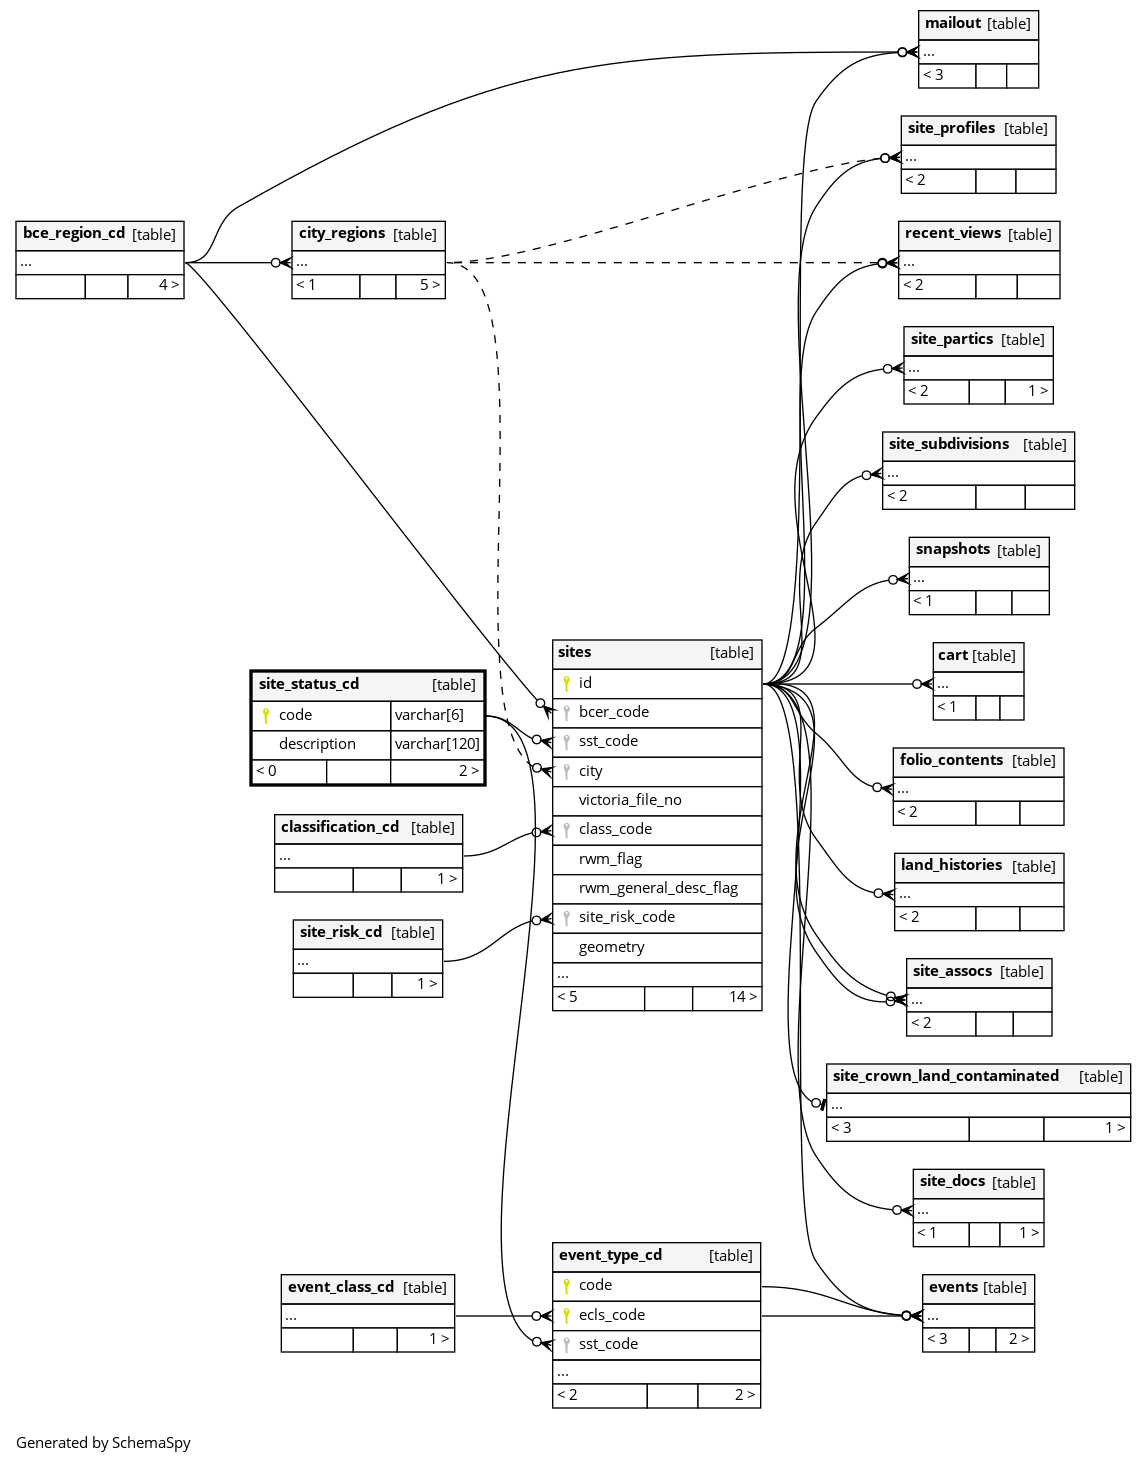 mailout [table]
...
< 3
site_profiles [table]
...
< 2
bce_region_cd [table]
...
4 >
city_regions [table]
...
< 1 5 >
recent_views [table]
...
< 2
site_partics [table]
...
< 2 1 >
site_subdivisions [table]
...
< 2
snapshots [table]
...
< 1
sites [table]
id
bcer_code
sst_code
city
victoria_file_no
class_code
rwm_flag
rwm_general_desc_flag
site_risk_code
geometry
...
< 5 14 >
site_status_cd [table]
code varchar[6]
description varchar[120]
< 0 2 >
classification_cd [table]
...
1 >
site_risk_cd [table]
...
1 >
cart [table]
...
< 1
folio_contents [table]
...
< 2
land_histories [table]
...
< 2
site_assocs [table]
...
< 2
site_crown_land_contaminated [table]
...
< 3 1 >
site_docs [table]
...
< 1 1 >
event_class_cd [table]
...
1 >
event_type_cd [table]
code
ecls_code
sst_code
...
< 2 2 >
events [table]
...
< 3 2 >
Generated by SchemaSpy